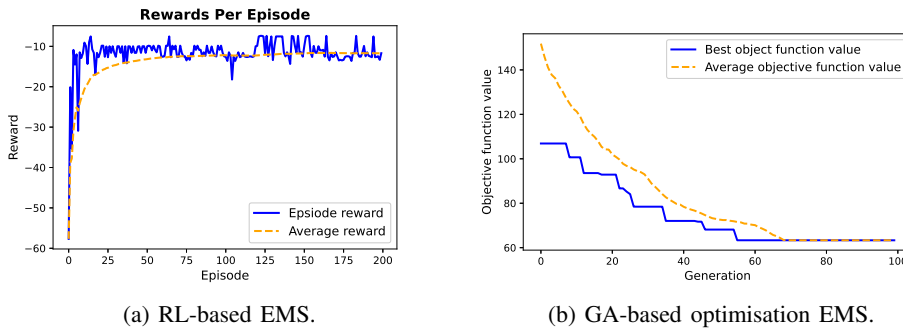 Rewards Per Episode
Reward
−10
−20
−30
−40
−50
−60
0
25
50
75
100
125
150
175
200
Episode
Epsiode reward
Average reward
(a) RL-based EMS.
Objective function value
140
120
100
80
60
0
20
40
60
80
100
Generation
Best object function value
Average objective function value
(b) GA-based optimisation EMS.